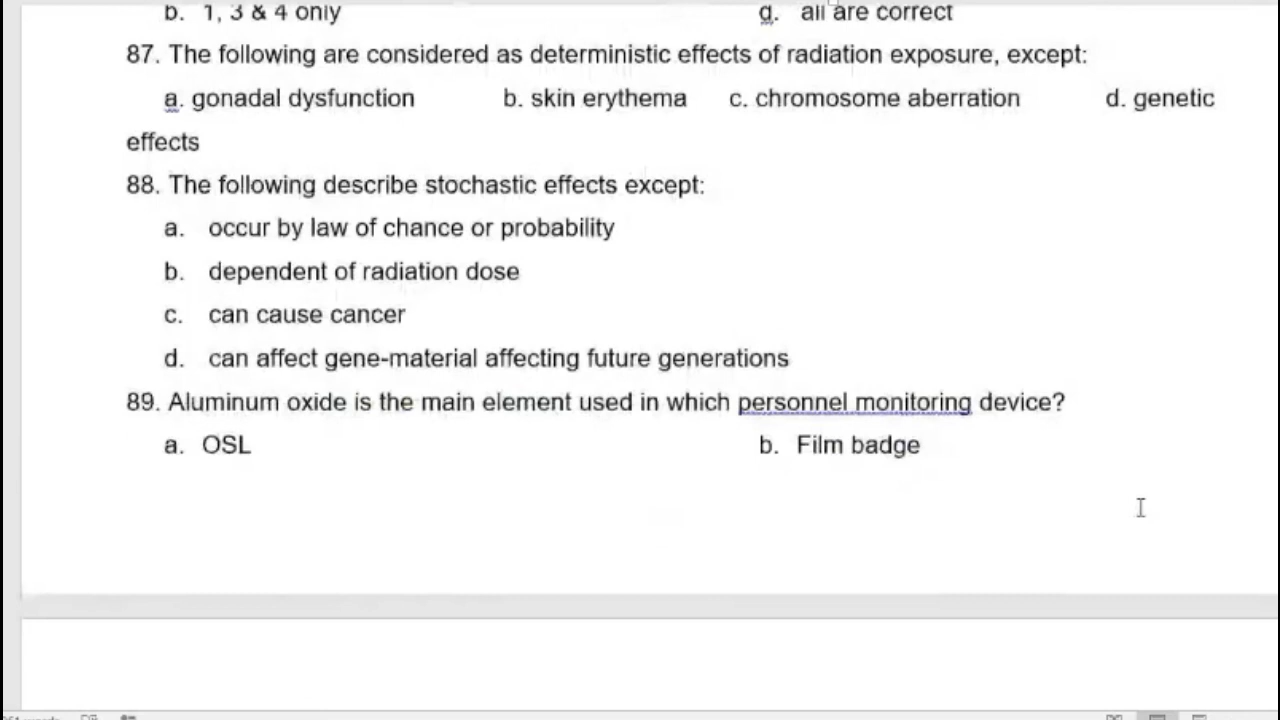 b. 1, 3 & 4 only d. all are correct
87. The following are considered as deterministic effects of radiation exposure, except:
a. gonadal dysfunction b. skin erythema c. chromosome aberration d. genetic
effects
88. The following describe stochastic effects except:
a. occur by law of chance or probability
b. dependent of radiation dose
c. can cause cancer
d. can affect gene-material affecting future generations
89. Aluminum oxide is the main element used in which personnel monitoring device?
a. OSL b. Film badge